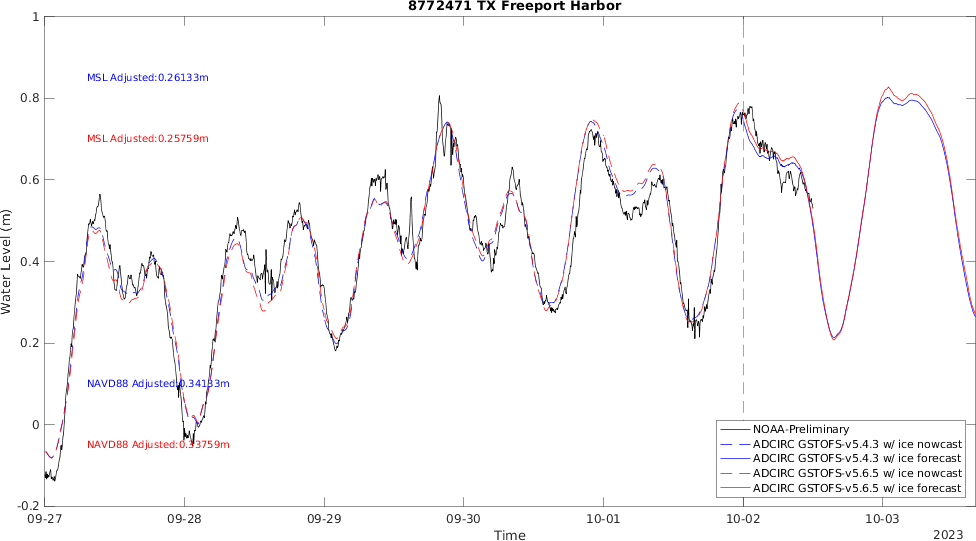 8772471 TX Freeport Harbor
1
0.8
0.6
0.4
0.2
0
-0.2
Water Level (m)
MSL Adjusted:0.26133m
MSL Adjusted:0.25759m
NAVD88 Adjusted:0.34133m
NAVD88 Adjusted:0.33759m
NOAA-Preliminary
ADCIRC GSTOFS-v5.4.3 w/ ice nowcast
ADCIRC GSTOFS-v5.4.3 w/ ice forecast
ADCIRC GSTOFS-v5.6.5 w/ ice nowcast
ADCIRC GSTOFS-v5.6.5 w/ ice forecast
09-27 09-28 09-29 09-30 10-01 10-02 10-03
Time
2023